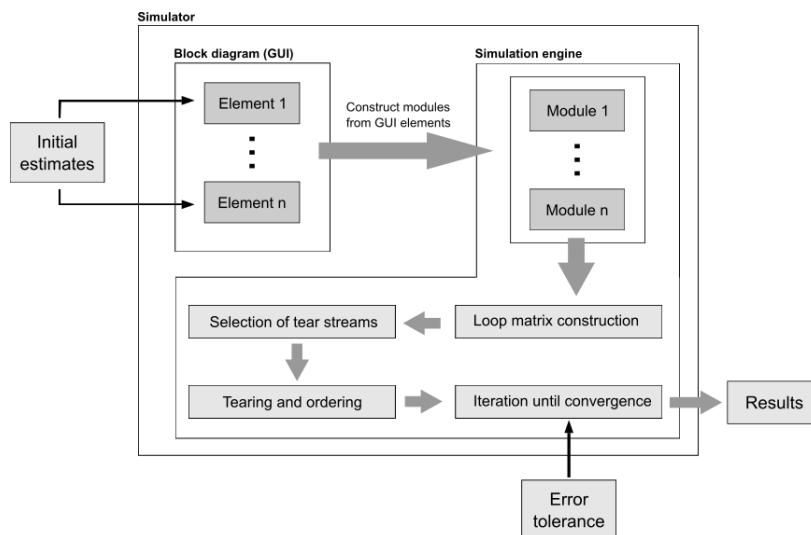 Simulator
Block diagram (GUI)
Simulation engine
Element 1
Element n
Initial
estimates
Construct modules
from GUI elements
Module 1
Module n
Selection of tear streams
Loop matrix construction
Tearing and ordering
Iteration until convergence
Results
Error
tolerance